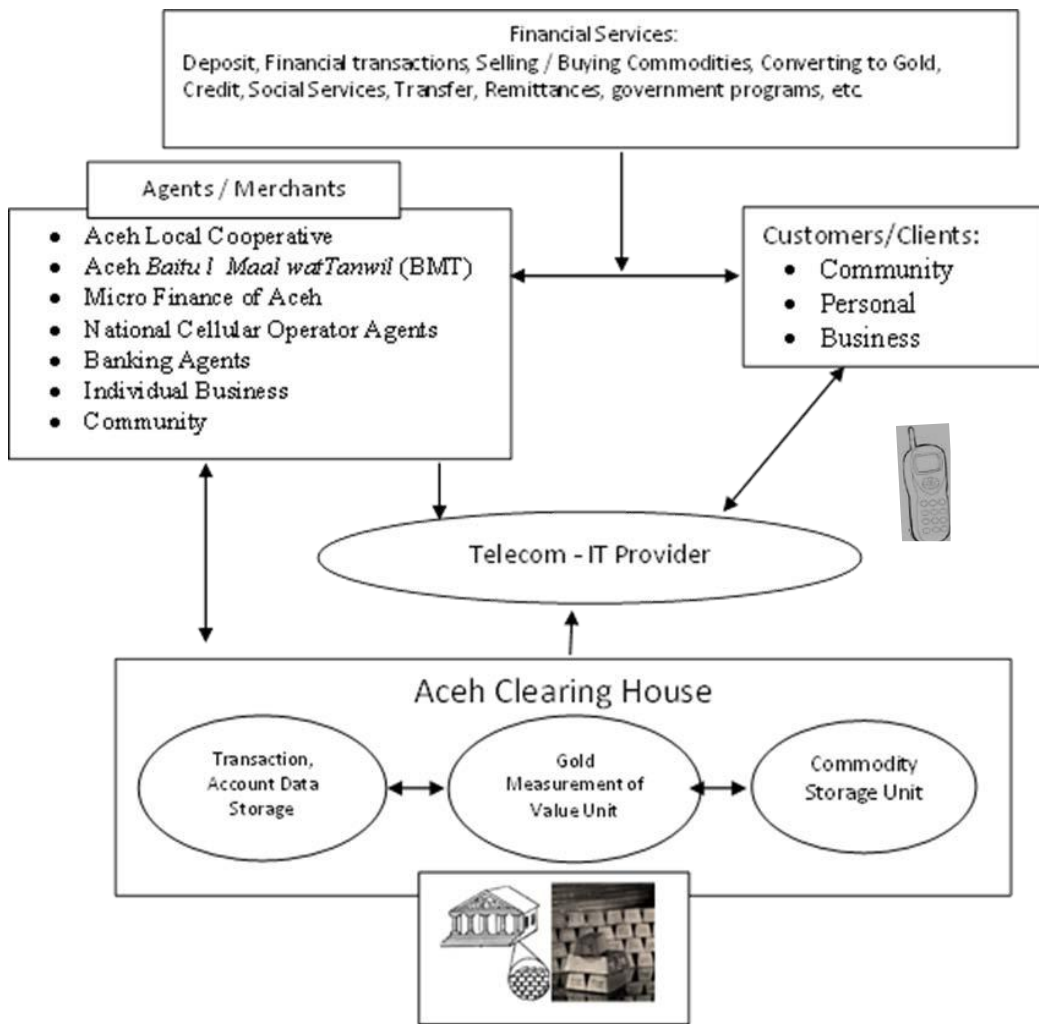 Financial Services:
Deposit, Financial transactions, Selling / Buying Commodities, Converting to Gold,
Credit, Social Services, Transfer, Remittances, government programs, etc.
Agents / Merchants
• Aceh Local Cooperative
• Aceh Baitul Maal watTanwil (BMT)
• Micro Finance of Aceh
• National Cellular Operator Agents
• Banking Agents
• Individual Business
• Community
Customers/Clients:
• Community
• Personal
• Business
Telecom - IT Provider
Aceh Clearing House
Transaction,
Account Data
Storage
Gold
Measurement of
Value Unit
Commodity
Storage Unit